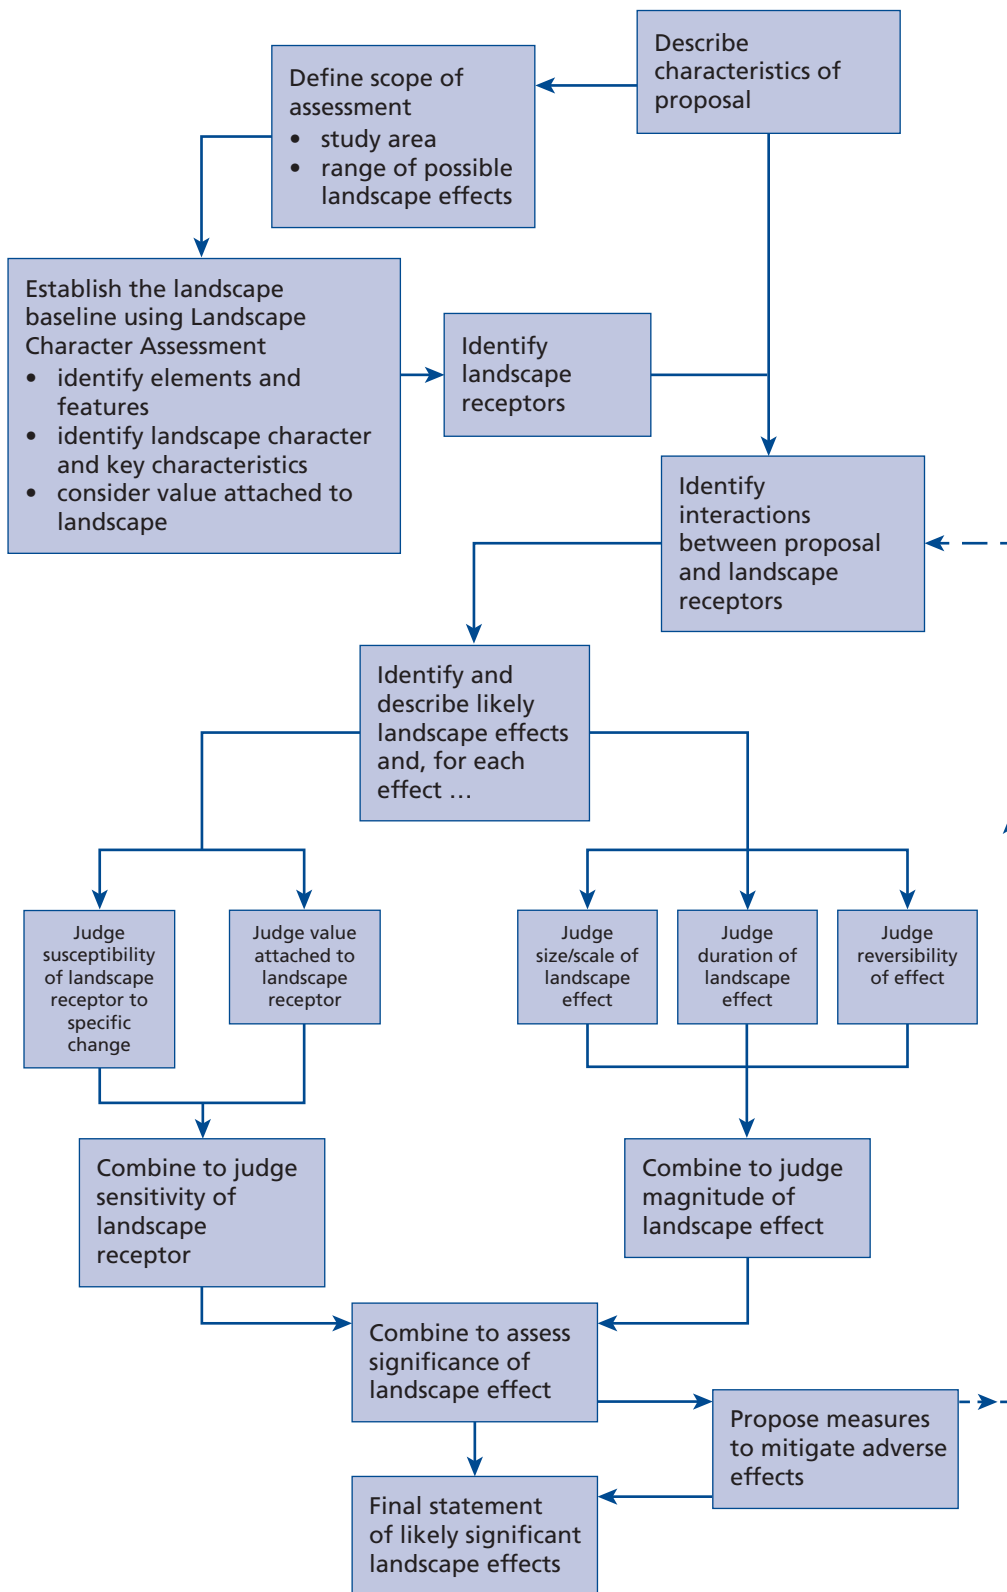 Describe
characteristics of
proposal
Define scope of
assessment
• study area
• range of possible
landscape effects
Establish the landscape
baseline using Landscape
Character Assessment
• identify elements and
features
• identify landscape character
and key characteristics
• consider value attached to
landscape
Identify
landscape
receptors
Identify
interactions
between proposal
and landscape
receptors
Identify and
describe likely
landscape effects
and, for each
effect …
Judge
susceptibility
of landscape
receptor to
specific
change
Judge value
attached to
landscape
receptor
Judge
size/scale of
landscape
effect
Judge
duration of
landscape
effect
Judge
reversibility
of effect
Combine to judge
sensitivity of
landscape
receptor
Combine to judge
magnitude of
landscape effect
Combine to assess
significance of
landscape effect
Propose measures
to mitigate adverse
effects
Final statement
of likely significant
landscape effects